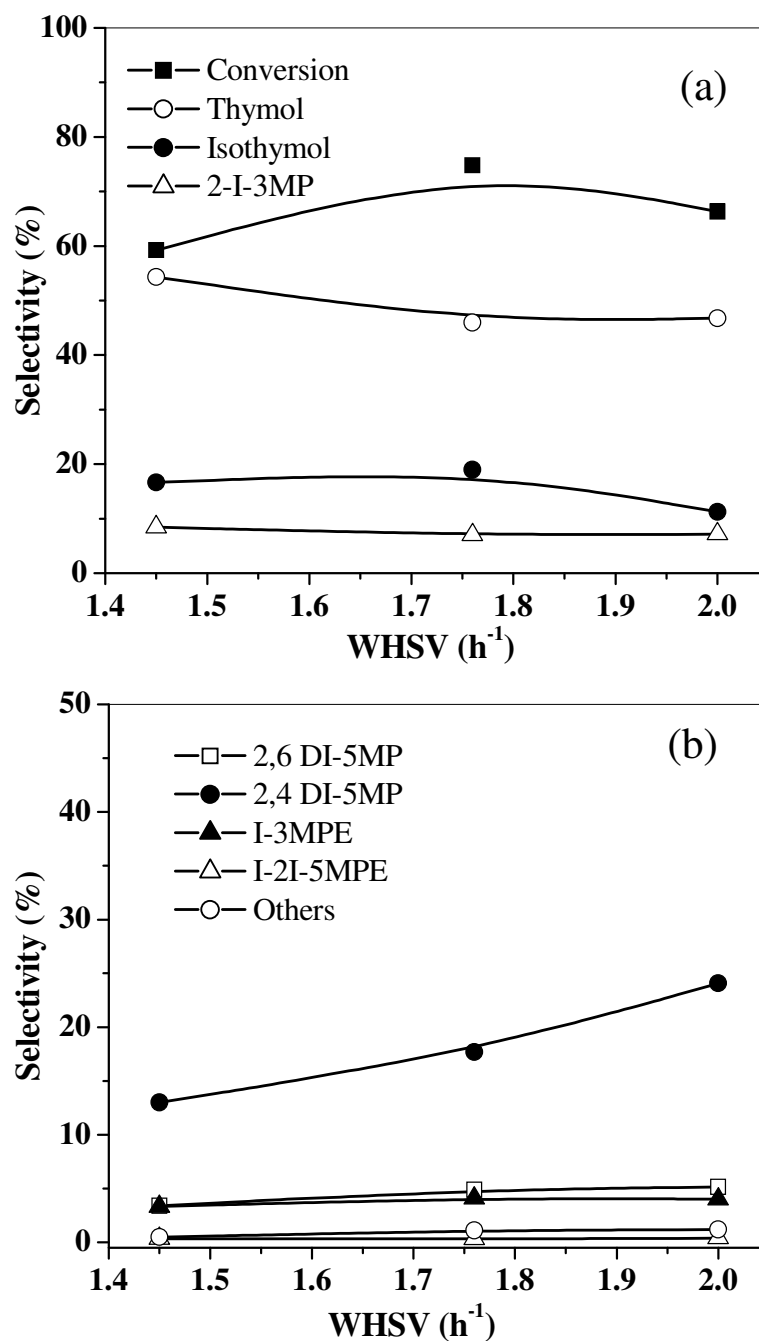 100
80
60
40
20
0
Selectivity (%)
Conversion
Thymol
Isothymol
2-I-3MP
(a)
1.4 1.5 1.6 1.7 1.8 1.9 2.0
WHSV (h⁻¹)
50
40
30
20
10
0
Selectivity (%)
2,6 DI-5MP
2,4 DI-5MP
I-3MPE
I-2I-5MPE
Others
(b)
1.4 1.5 1.6 1.7 1.8 1.9 2.0
WHSV (h⁻¹)